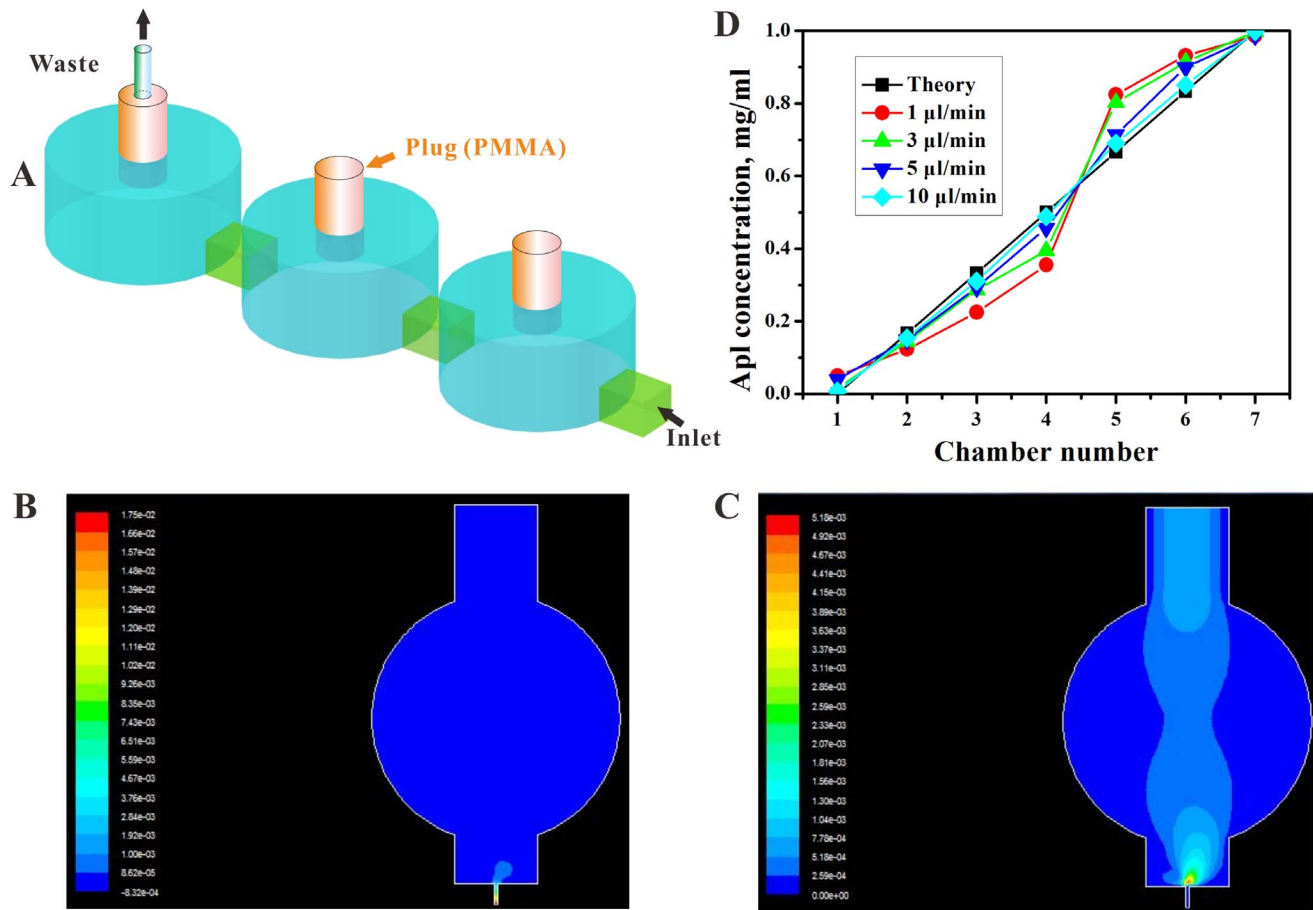 A
Waste
Plug (PMMA)
Inlet
D
Apl concentration, mg/ml
1.0
0.8
0.6
0.4
0.2
0.0
Theory
1 µl/min
3 µl/min
5 µl/min
10 µl/min
1 2 3 4 5 6 7
Chamber number
B
1.75e-02
1.66e-02
1.57e-02
1.48e-02
1.39e-02
1.29e-02
1.20e-02
1.11e-02
1.02e-02
9.26e-03
8.35e-03
7.43e-03
6.51e-03
5.59e-03
4.67e-03
3.76e-03
2.84e-03
1.92e-03
1.00e-03
8.62e-05
-8.32e-04
C
5.18e-03
4.92e-03
4.67e-03
4.41e-03
4.15e-03
3.89e-03
3.63e-03
3.37e-03
3.11e-03
2.85e-03
2.59e-03
2.33e-03
2.07e-03
1.81e-03
1.56e-03
1.30e-03
1.04e-03
7.78e-04
5.18e-04
2.59e-04
0.00e+00